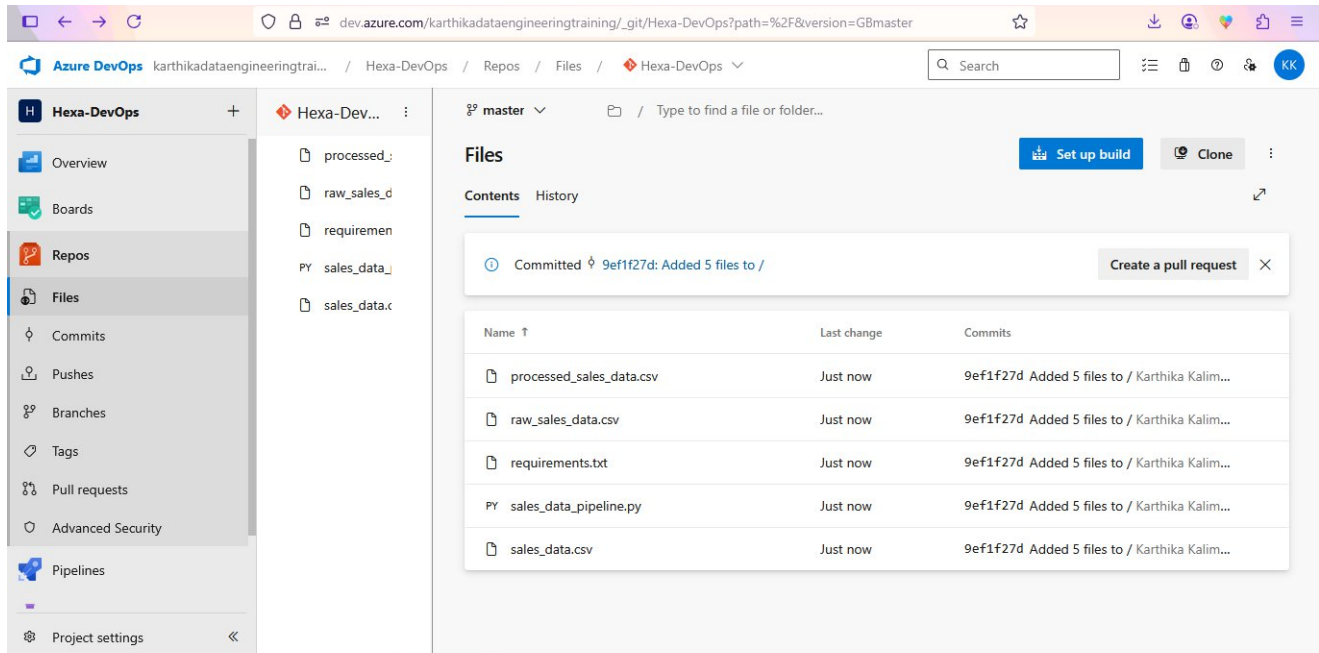 dev.azure.com/karthikadataengineeringtraining/_git/Hexa-DevOps?path=%2F&version=GBmaster
Azure DevOps karthikadataengineeringtrai... / Hexa-DevOps / Repos / Files / Hexa-DevOps
Search
KK
H Hexa-DevOps +
Overview
Boards
Repos
Files
Commits
Pushes
Branches
Tags
Pull requests
Advanced Security
Pipelines
Project settings
Hexa-Dev...
processed_
raw_sales_d
requiremen
PY sales_data_
sales_data.c
master / Type to find a file or folder...
Files
Set up build Clone
Contents History
Committed 9ef1f27d: Added 5 files to /
Create a pull request
Name ↑ Last change Commits
processed_sales_data.csv Just now 9ef1f27d Added 5 files to / Karthika Kalim...
raw_sales_data.csv Just now 9ef1f27d Added 5 files to / Karthika Kalim...
requirements.txt Just now 9ef1f27d Added 5 files to / Karthika Kalim...
PY sales_data_pipeline.py Just now 9ef1f27d Added 5 files to / Karthika Kalim...
sales_data.csv Just now 9ef1f27d Added 5 files to / Karthika Kalim...